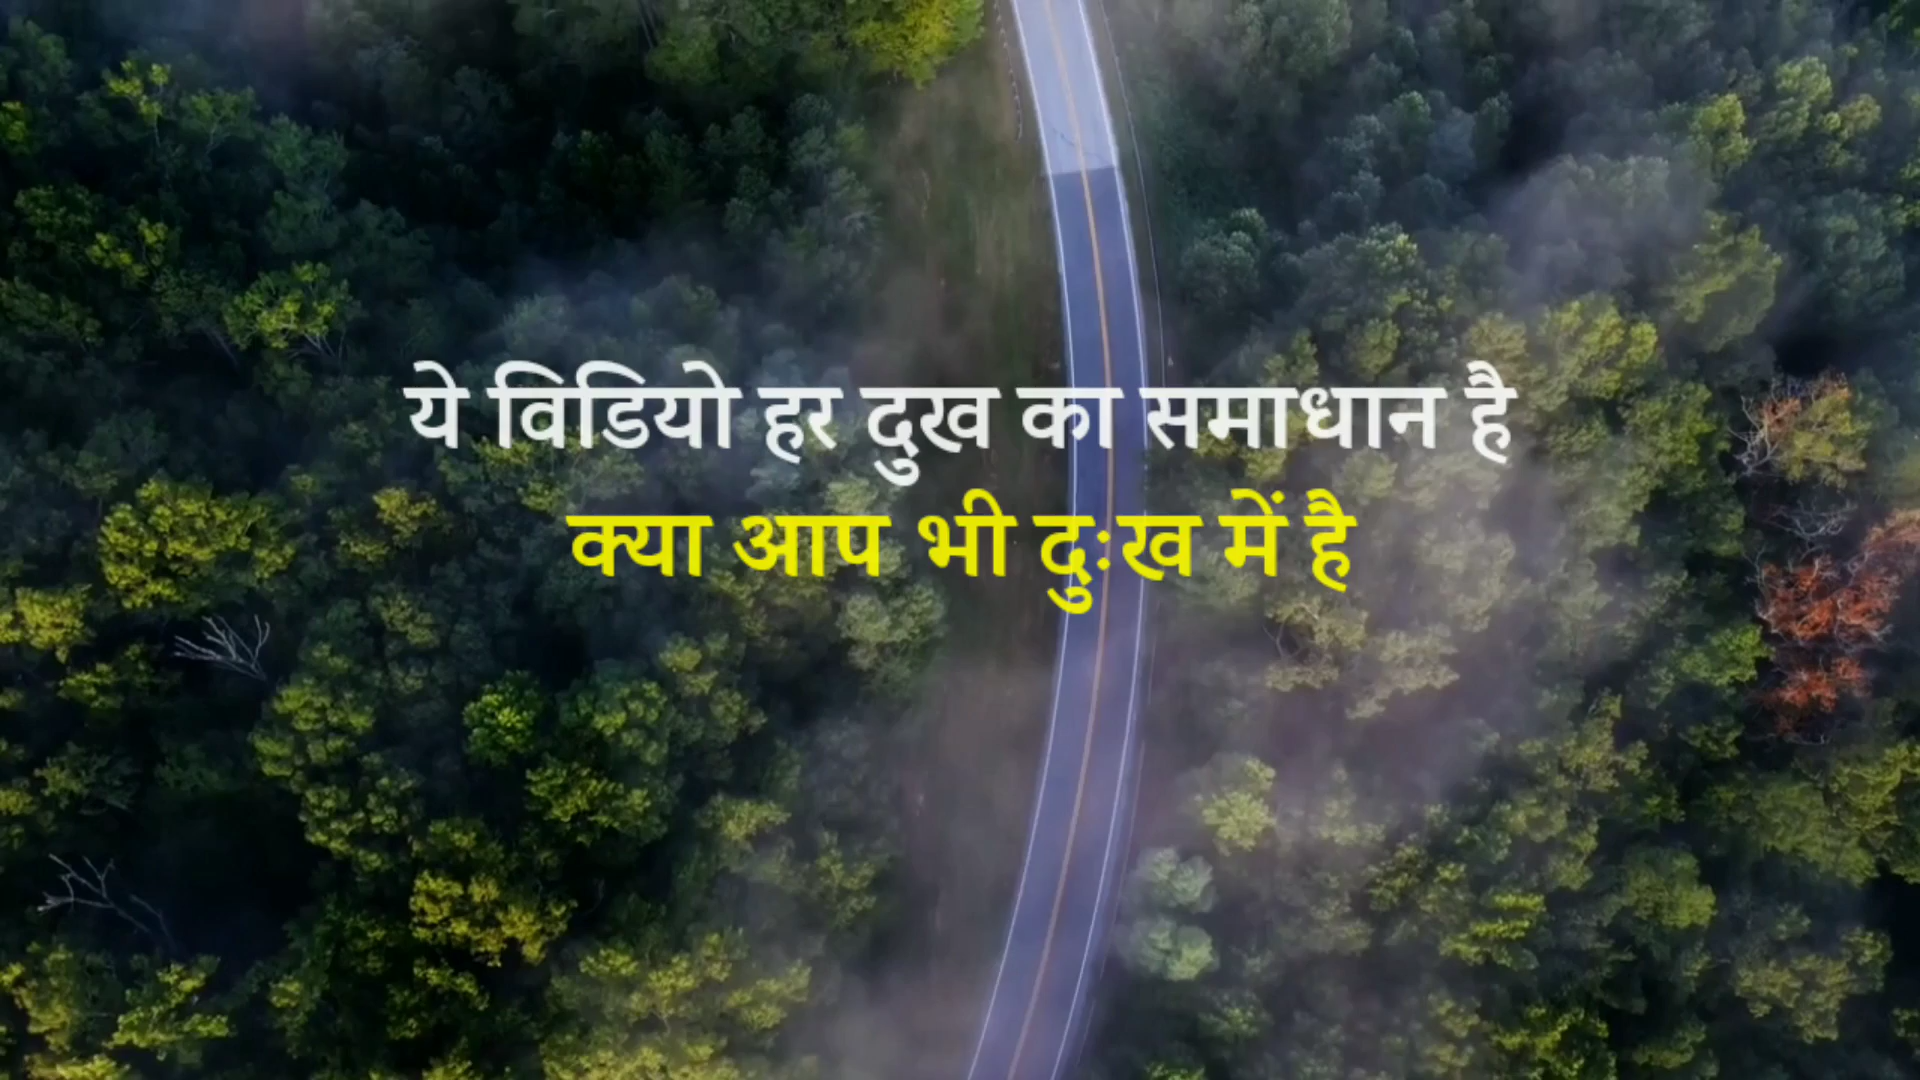 ये विडियो हर दुख का समाधान है
क्या आप भी दुःख में है